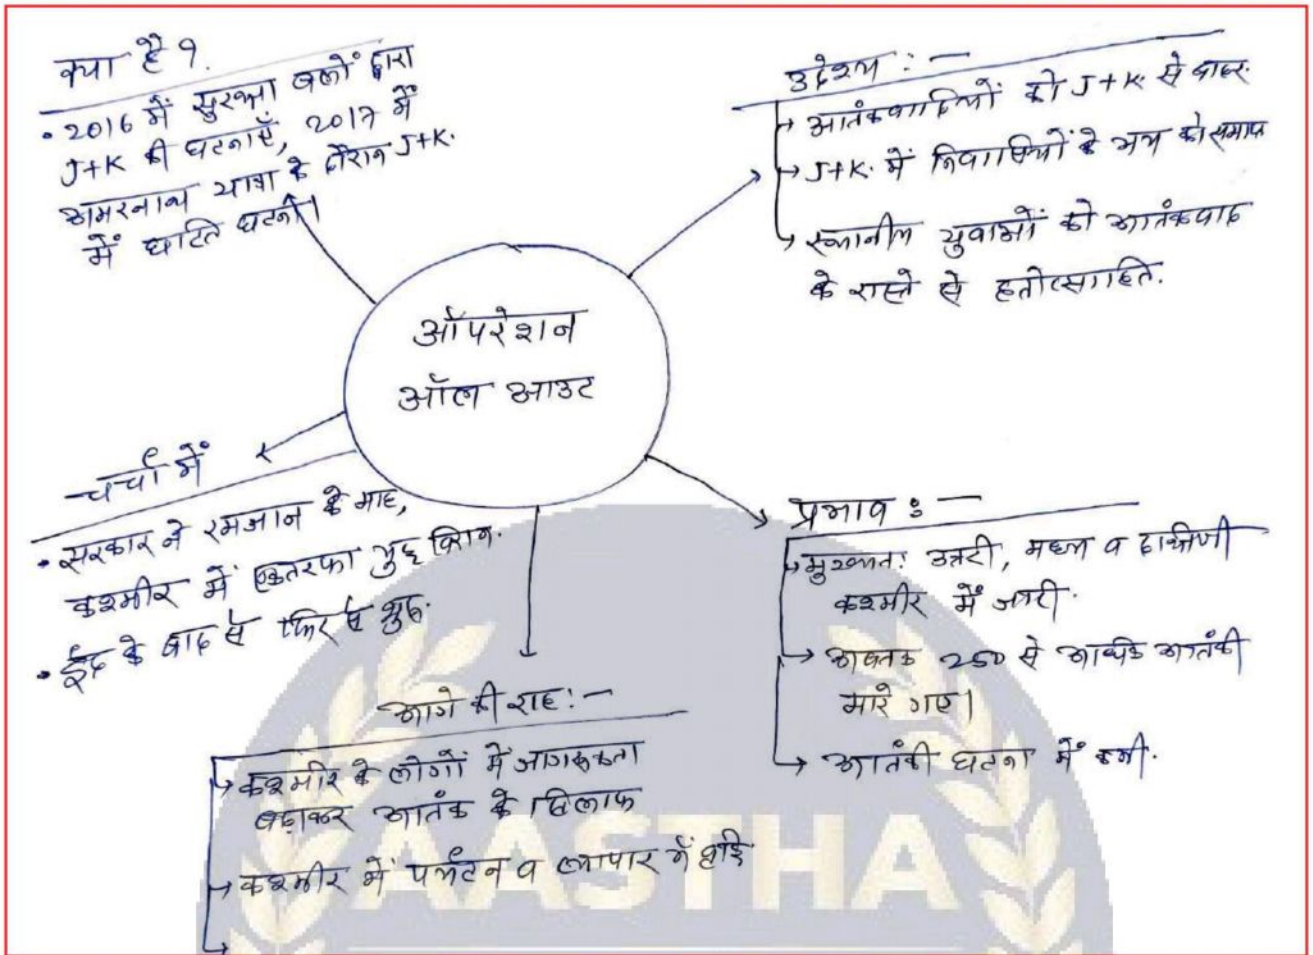 क्या है ?
• 2016 में सुरक्षा बलों द्वारा
J+K की घटनाएँ, 2017 में
अमरनाथ यात्रा के दौरान J+K.
में घटित घटना।
उद्देश्य : —
आतंकवादियों को J+K. से बाहर.
J+K. में निवासियों के भय को समाप्त
स्थानीय युवाओं को आतंकवाद
के रास्ते से हतोत्साहित.
ऑपरेशन
ऑल आउट
चर्चा में
• सरकार ने रमजान के माह,
कश्मीर में एकतरफा युद्ध
• ईद के बाद से फिर से शुरू.
प्रभाव : —
मुख्यतः उत्तरी, मध्य व दक्षिणी
कश्मीर में जारी.
अबतक 250 से अधिक आतंकी
मारे गए।
आतंकी घटना में कमी.
आगे की राह : —
कश्मीर के लोगों में जागरूकता
बढ़ाकर आतंक के खिलाफ
कश्मीर में पर्यटन व व्यापार में वृद्धि
AASTHA